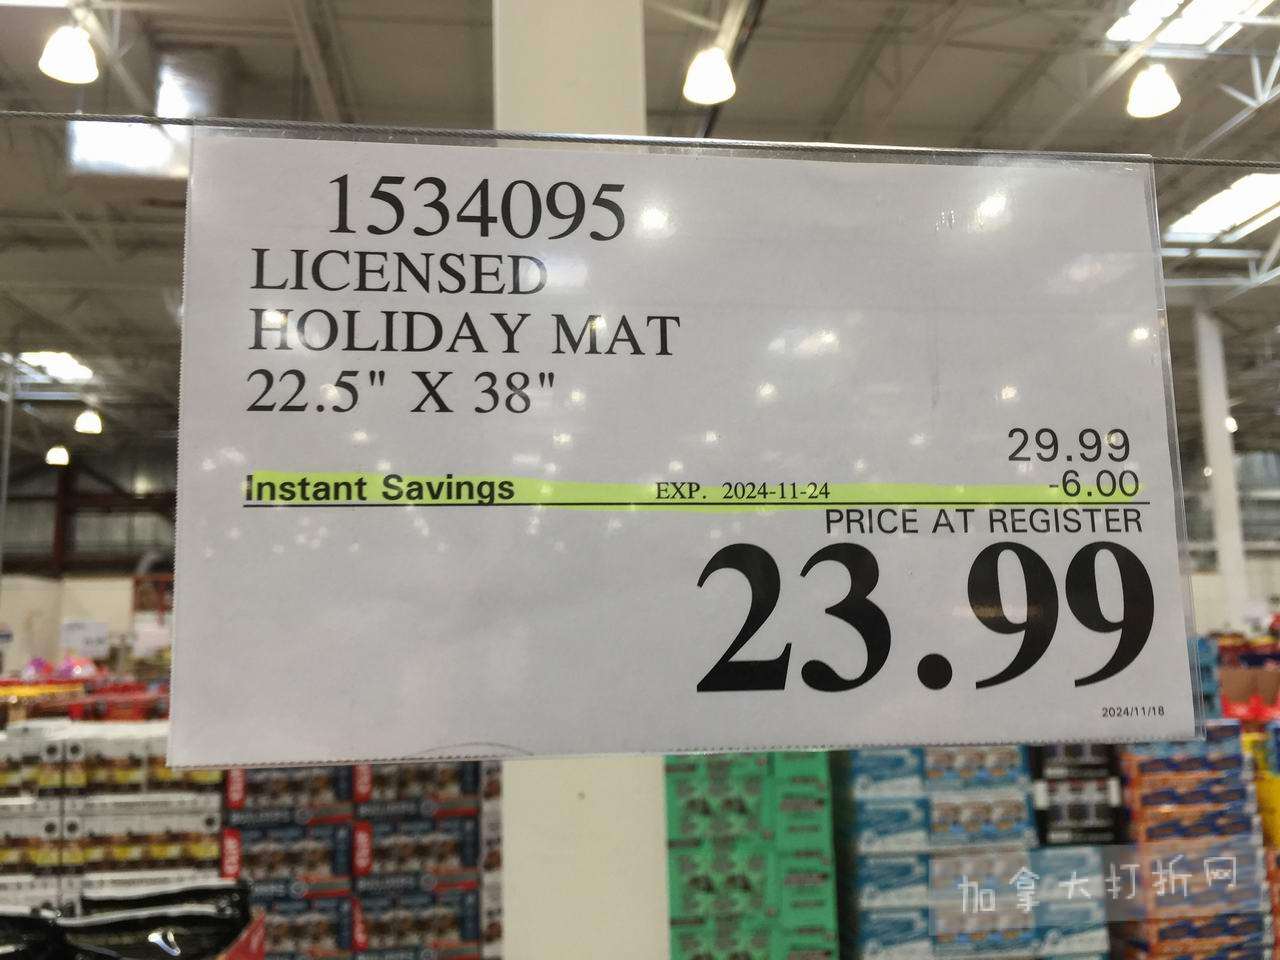 1534095
LICENSED
HOLIDAY MAT
22.5" X 38"
29.99
Instant Savings EXP. 2024-11-24 -6.00
PRICE AT REGISTER
23.99
2024/11/18
加拿大打折网